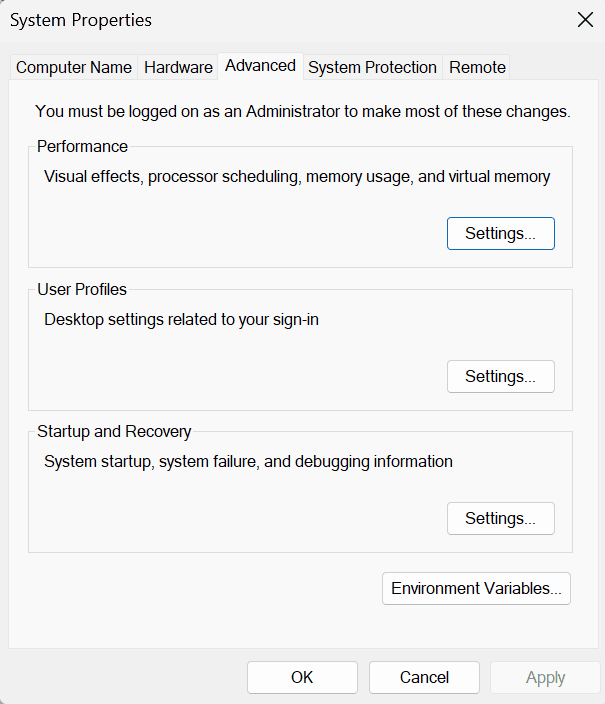 System Properties
Computer Name
Hardware
Advanced
System Protection
Remote
You must be logged on as an Administrator to make most of these changes.
Performance
Visual effects, processor scheduling, memory usage, and virtual memory
Settings...
User Profiles
Desktop settings related to your sign-in
Settings...
Startup and Recovery
System startup, system failure, and debugging information
Settings...
Environment Variables...
OK
Cancel
Apply